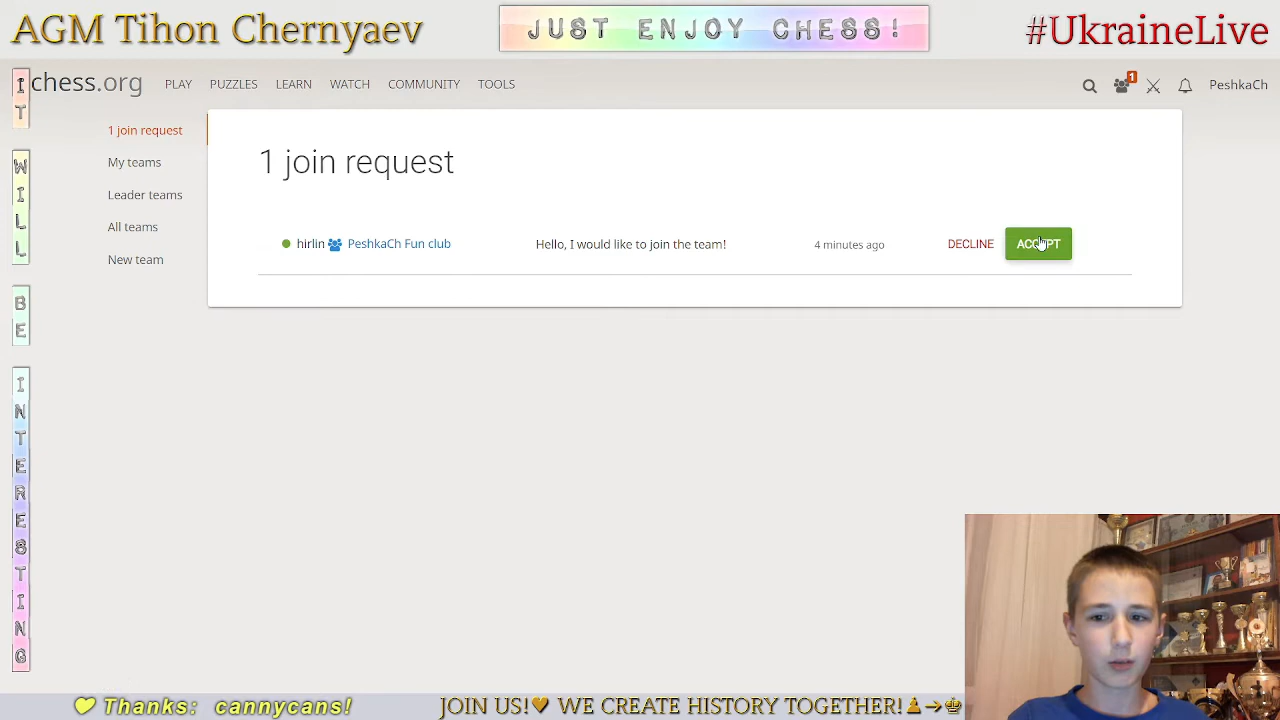 AGM Tihon Chernyaev
JUST ENJOY CHESS!
#UkraineLive
chess.org
PLAY
PUZZLES
LEARN
WATCH
COMMUNITY
TOOLS
1
PeshkaCh
IT WILL BE INTERESTING
1 join request
My teams
Leader teams
All teams
New team
1 join request
hirlin PeshkaCh Fun club
Hello, I would like to join the team!
4 minutes ago
DECLINE
ACCEPT
Thanks: cannycans!
JOIN US! WE CREATE HISTORY TOGETHER!